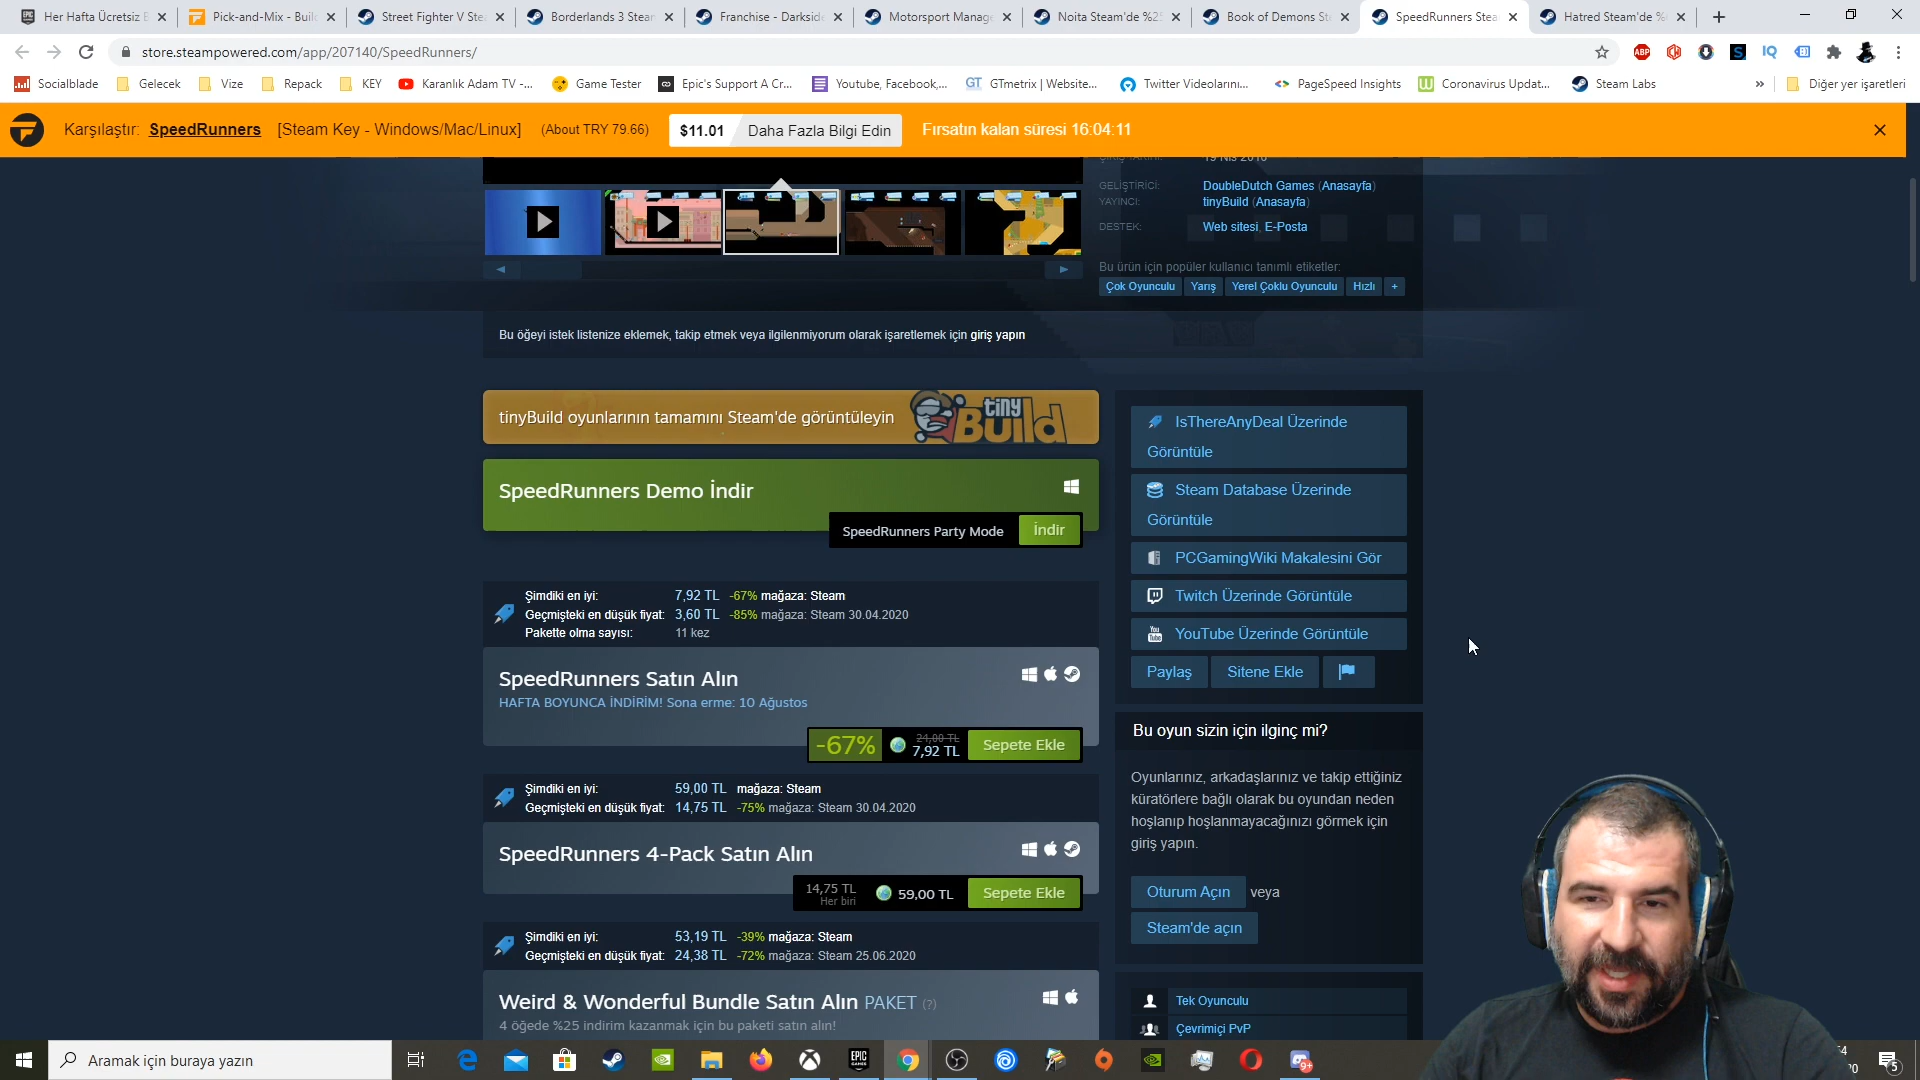 Her Hafta Ücretsiz E
Pick-and-Mix - Buil
Street Fighter V Ste
Borderlands 3 Stean
Franchise - Darkside
Motorsport Manage
Noita Steam'de %2
Book of Demons St
SpeedRunners Stea
Hatred Steam'de %
store.steampowered.com/app/207140/SpeedRunners/
Socialblade
Gelecek
Vize
Repack
KEY
Karanlık Adam TV -...
Game Tester
Epic's Support A Cr...
Youtube, Facebook,...
GTmetrix | Website...
Twitter Videolarını...
PageSpeed Insights
Coronavirus Updat...
Steam Labs
»
Diğer yer işaretleri
Karşılaştır: SpeedRunners [Steam Key - Windows/Mac/Linux] (About TRY 79.66) $11.01 Daha Fazla Bilgi Edin Fırsatın kalan süresi 16:04:11
GELİŞTİRİCİ: DoubleDutch Games (Anasayfa)
YAYINCI: tinyBuild (Anasayfa)
DESTEK: Web sitesi, E-Posta
Bu ürün için popüler kullanıcı tanımlı etiketler:
Çok Oyunculu Yarış Yerel Çoklu Oyunculu Hızlı +
Bu öğeyi istek listenize eklemek, takip etmek veya ilgilenmiyorum olarak işaretlemek için giriş yapın
tinyBuild oyunlarının tamamını Steam'de görüntüleyin
tiny
Build
SpeedRunners Demo İndir
SpeedRunners Party Mode İndir
Şimdiki en iyi: 7,92 TL -67% mağaza: Steam
Geçmişteki en düşük fiyat: 3,60 TL -85% mağaza: Steam 30.04.2020
Pakette olma sayısı: 11 kez
SpeedRunners Satın Alın
HAFTA BOYUNCA İNDİRİM! Sona erme: 10 Ağustos
-67% 24,00 TL 7,92 TL Sepete Ekle
Şimdiki en iyi: 59,00 TL mağaza: Steam
Geçmişteki en düşük fiyat: 14,75 TL -75% mağaza: Steam 30.04.2020
SpeedRunners 4-Pack Satın Alın
14,75 TL Her biri 59,00 TL Sepete Ekle
Şimdiki en iyi: 53,19 TL -39% mağaza: Steam
Geçmişteki en düşük fiyat: 24,38 TL -72% mağaza: Steam 25.06.2020
Weird & Wonderful Bundle Satın Alın PAKET (?)
4 öğede %25 indirim kazanmak için bu paketi satın alın!
IsThereAnyDeal Üzerinde
Görüntüle
Steam Database Üzerinde
Görüntüle
PCGamingWiki Makalesini Gör
Twitch Üzerinde Görüntüle
YouTube Üzerinde Görüntüle
Paylaş Sitene Ekle
Bu oyun sizin için ilginç mi?
Oyunlarınız, arkadaşlarınız ve takip ettiğiniz
küratörlere bağlı olarak bu oyundan neden
hoşlanıp hoşlanmayacağınızı görmek için
giriş yapın.
Oturum Açın veya
Steam'de açın
Tek Oyunculu
Çevrimiçi PvP
Aramak için buraya yazın